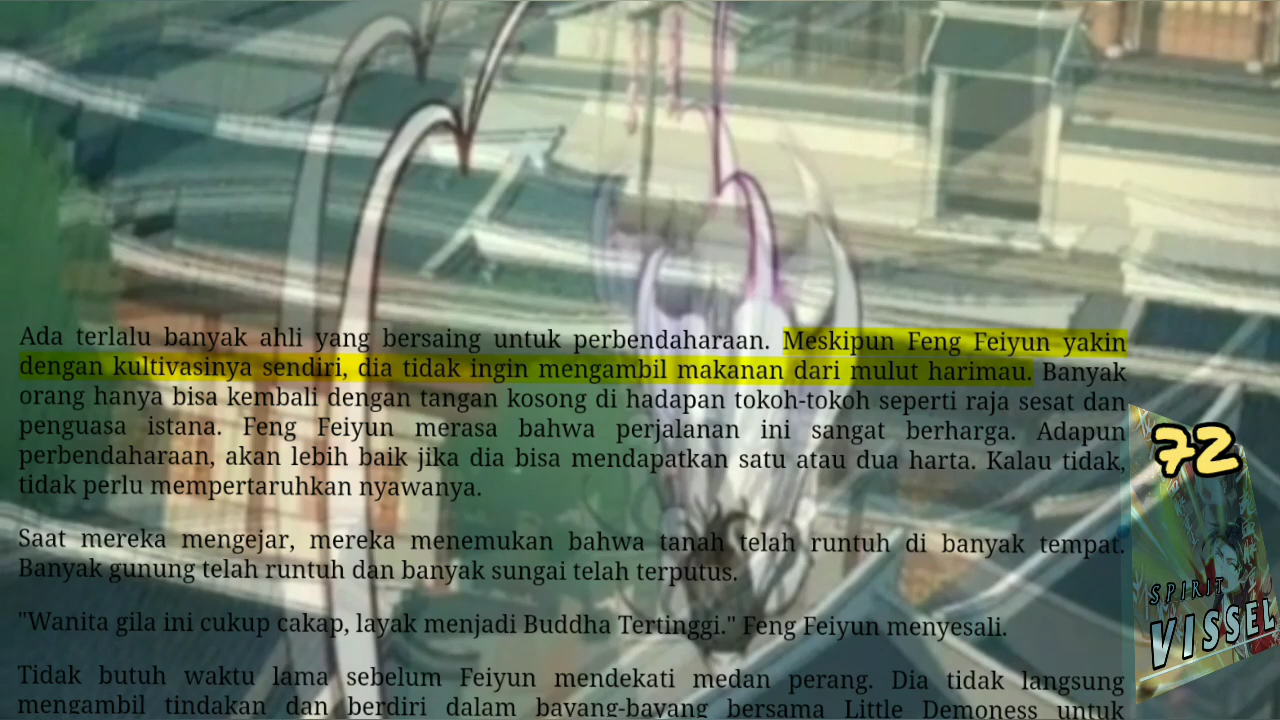 Ada terlalu banyak ahli yang bersaing untuk perbendaharaan. Meskipun Feng Feiyun yakin
dengan kultivasinya sendiri, dia tidak ingin mengambil makanan dari mulut harimau. Banyak
orang hanya bisa kembali dengan tangan kosong di hadapan tokoh-tokoh seperti raja sesat dan
penguasa istana. Feng Feiyun merasa bahwa perjalanan ini sangat berharga. Adapun
perbendaharaan, akan lebih baik jika dia bisa mendapatkan satu atau dua harta. Kalau tidak,
tidak perlu mempertaruhkan nyawanya.
Saat mereka mengejar, mereka menemukan bahwa tanah telah runtuh di banyak tempat.
Banyak gunung telah runtuh dan banyak sungai telah terputus.
"Wanita gila ini cukup cakap, layak menjadi Buddha Tertinggi." Feng Feiyun menyesali.
Tidak butuh waktu lama sebelum Feiyun mendekati medan perang. Dia tidak langsung
mengambil tindakan dan berdiri dalam bayang-bayang bersama Little Demoness untuk
72
SPIRIT
VISSEL